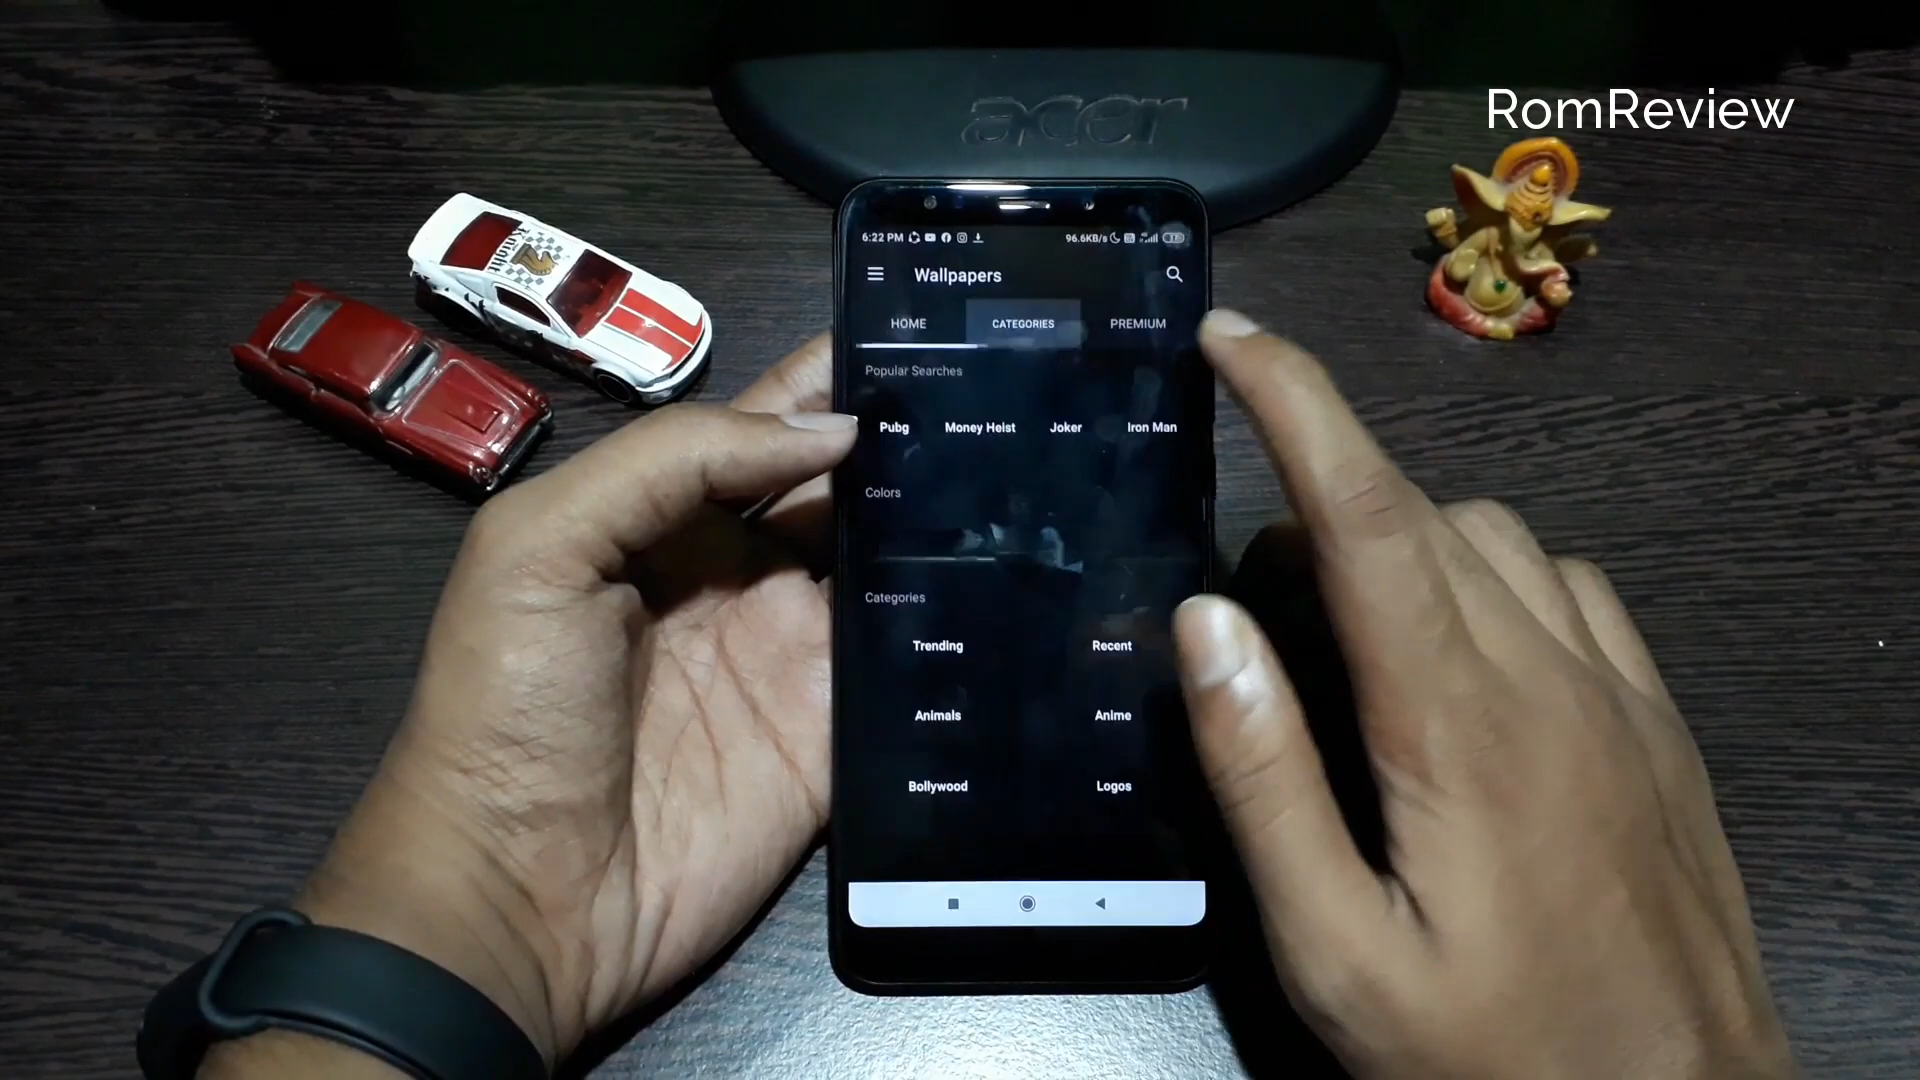 RomReview
acer
Knight
6:22 PM
96.6KB/s
Wallpapers
HOME CATEGORIES PREMIUM
Popular Searches
Pubg Money Heist Joker Iron Man
Colors
Categories
Trending Recent
Animals Anime
Bollywood Logos